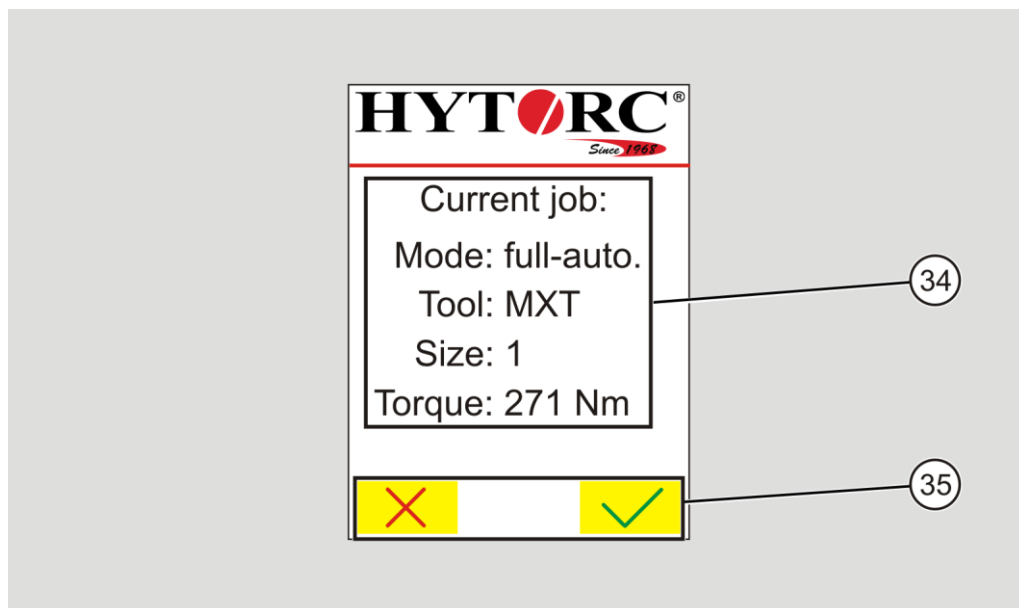 HYTORC®
Since 1968
Current job:
Mode: full-auto.
Tool: MXT
Size: 1
Torque: 271 Nm
34
35